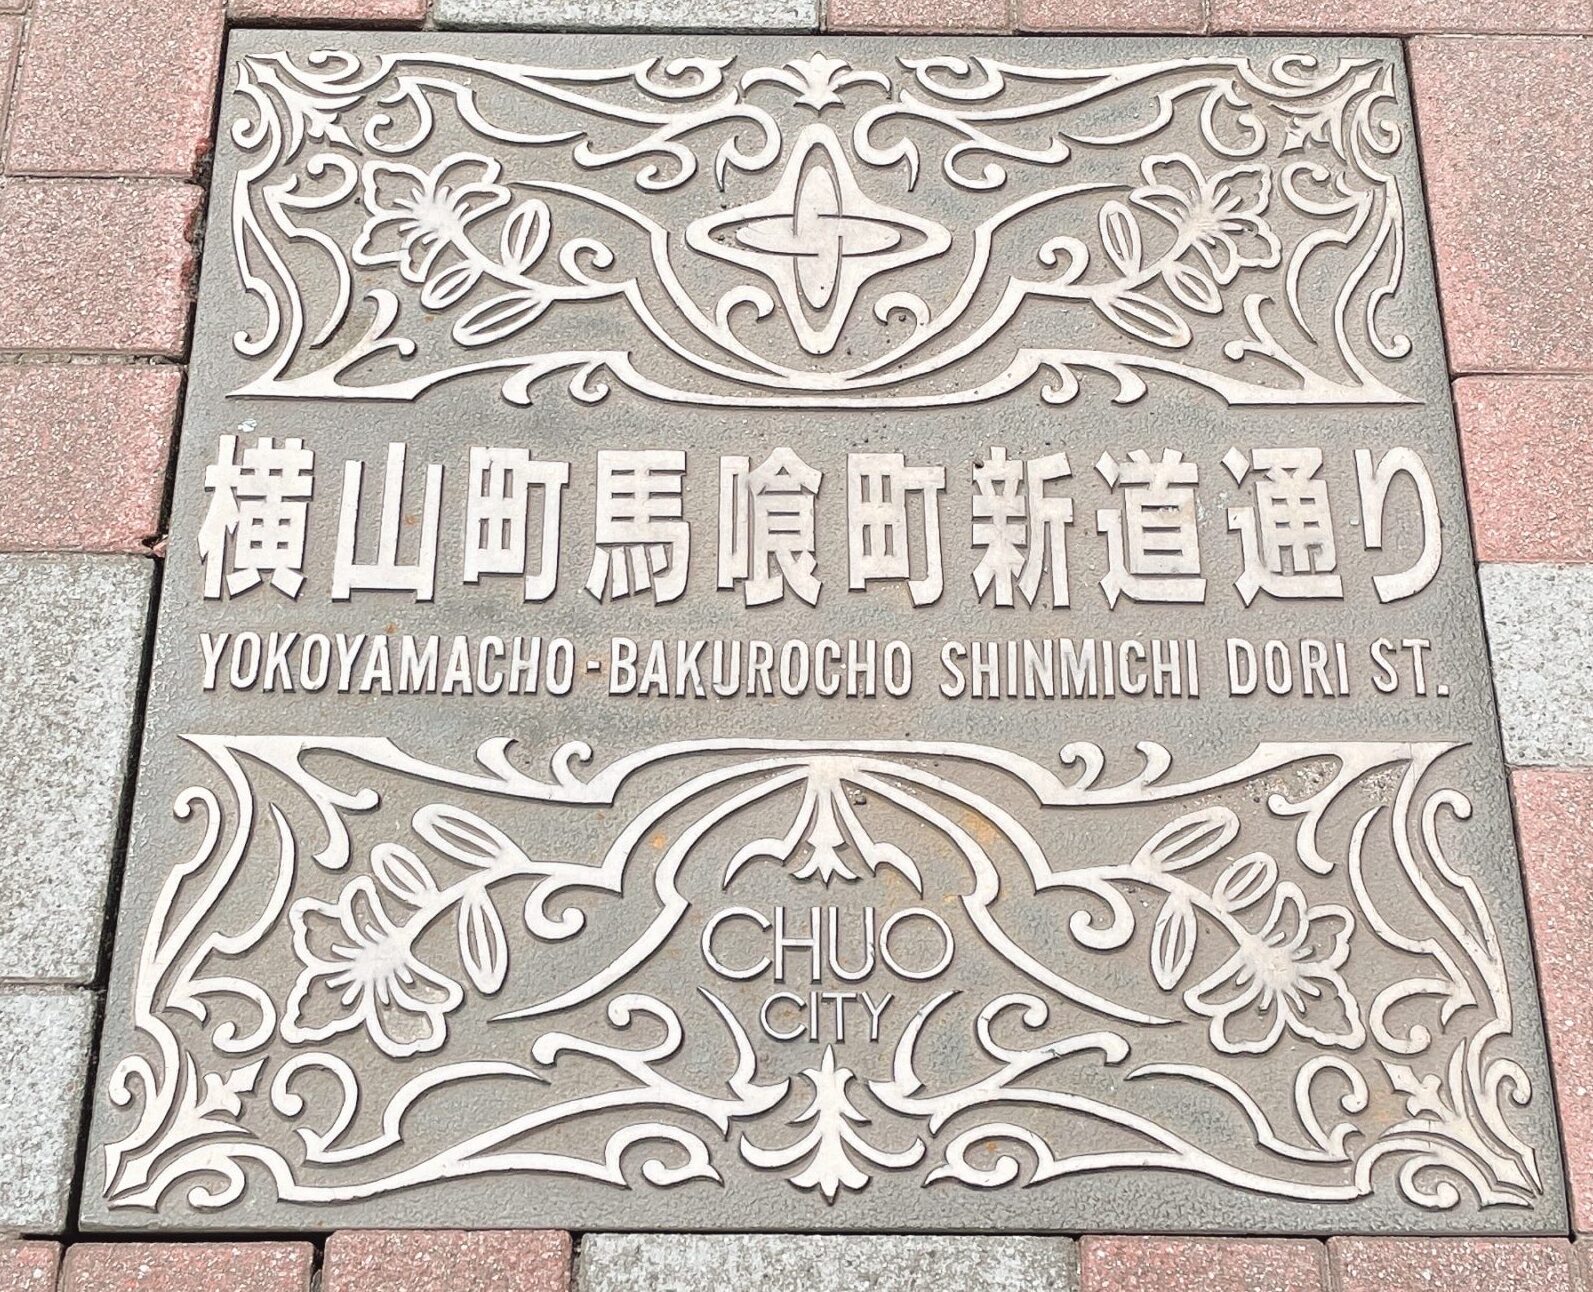 横山町馬喰町新道通り
YOKOYAMACHO-BAKUROCHO SHINMICHI DORI ST.
CHUO
CITY